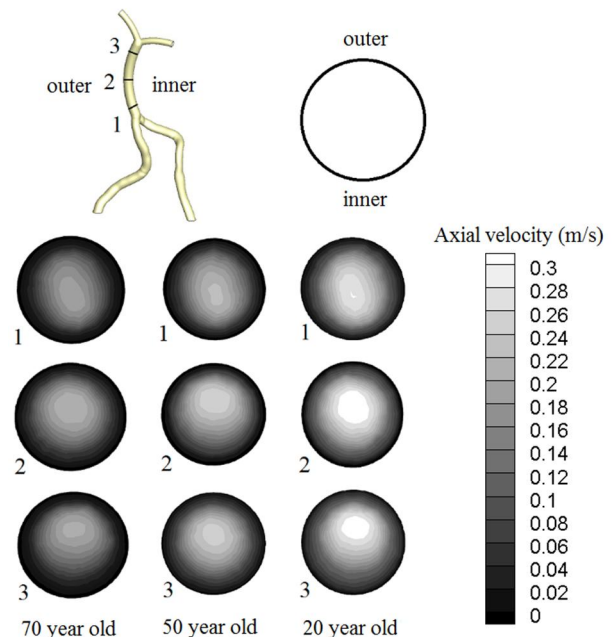 3
outer 2 inner
1
outer
inner
Axial velocity (m/s)
0.3
0.28
0.26
0.24
0.22
0.2
0.18
0.16
0.14
0.12
0.1
0.08
0.06
0.04
0.02
0
1 1 1
2 2 2
3 3 3
70 year old 50 year old 20 year old